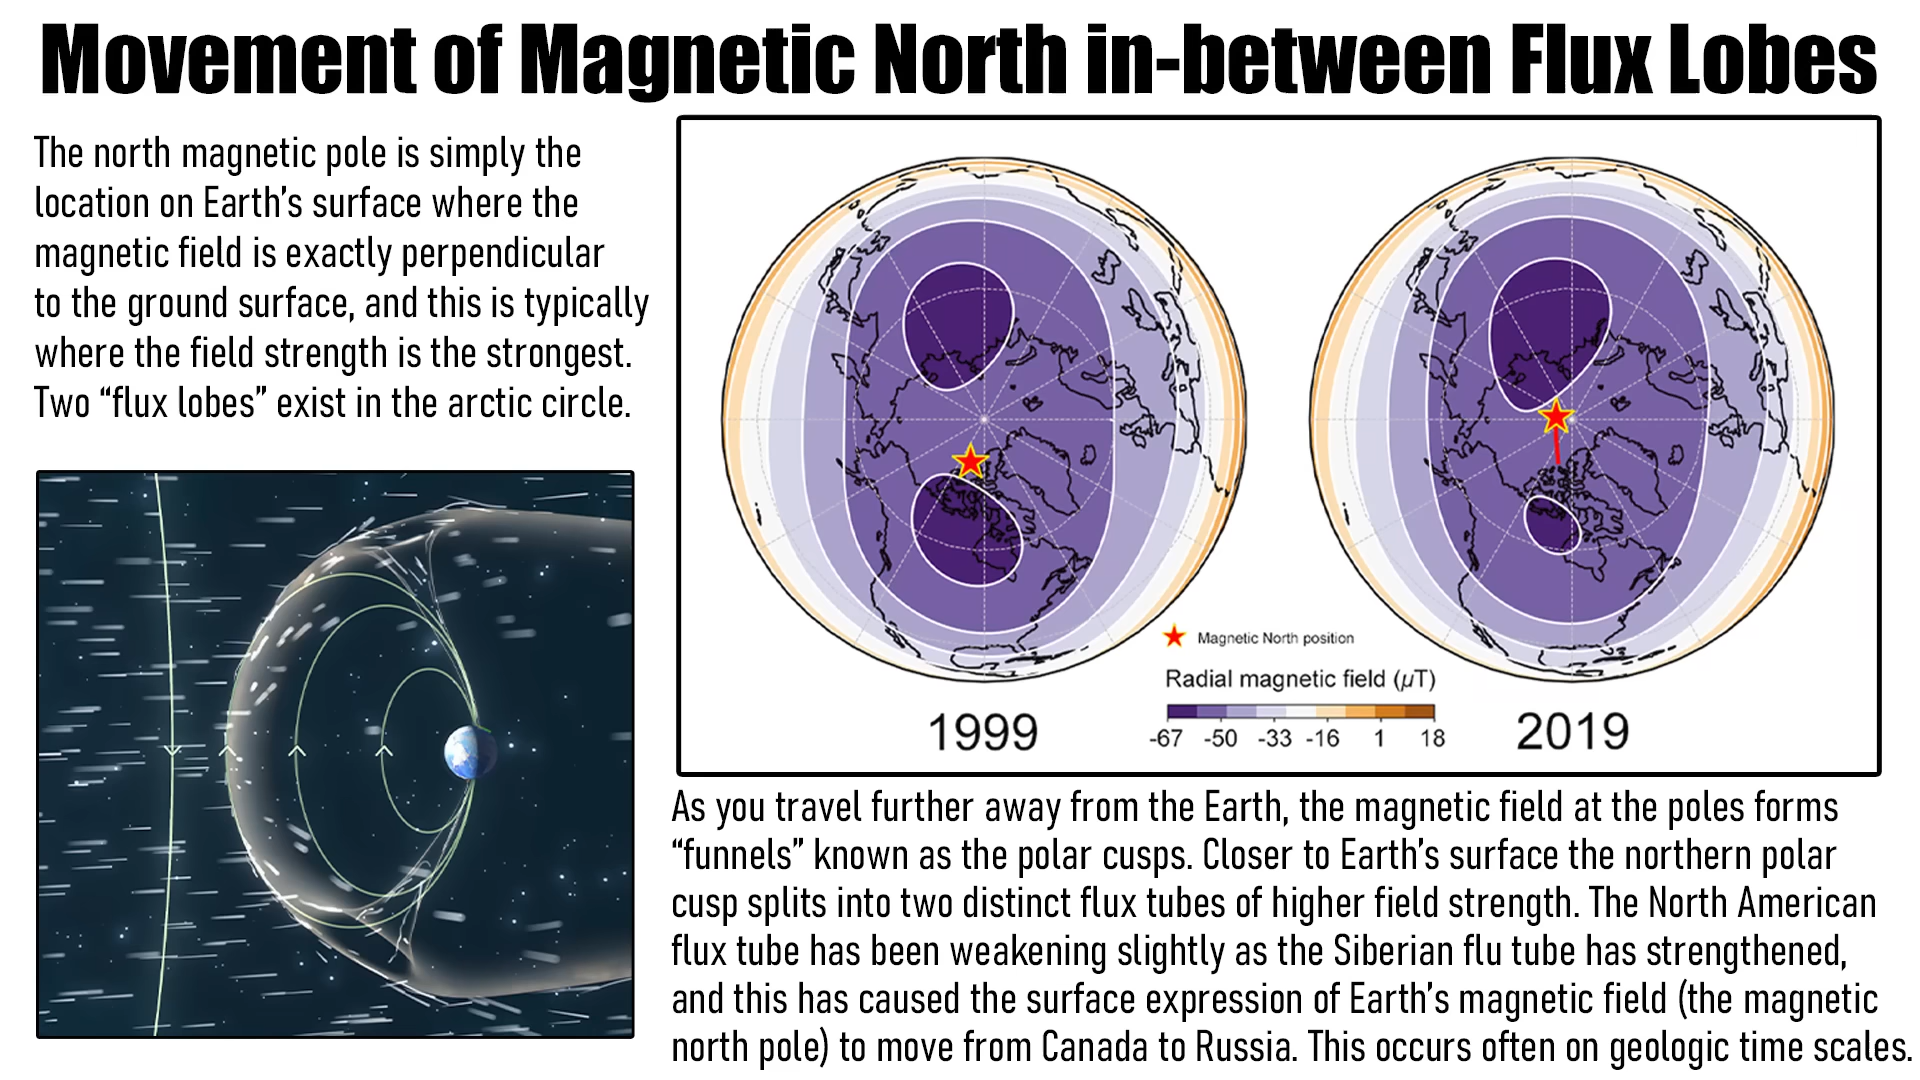 Movement of Magnetic North in-between Flux Lobes
The north magnetic pole is simply the
location on Earth's surface where the
magnetic field is exactly perpendicular
to the ground surface, and this is typically
where the field strength is the strongest.
Two “flux lobes” exist in the arctic circle.
Magnetic North position
Radial magnetic field (μT)
-67 -50 -33 -16 1 18
1999
2019
As you travel further away from the Earth, the magnetic field at the poles forms
“funnels” known as the polar cusps. Closer to Earth's surface the northern polar
cusp splits into two distinct flux tubes of higher field strength. The North American
flux tube has been weakening slightly as the Siberian flu tube has strengthened,
and this has caused the surface expression of Earth's magnetic field (the magnetic
north pole) to move from Canada to Russia. This occurs often on geologic time scales.